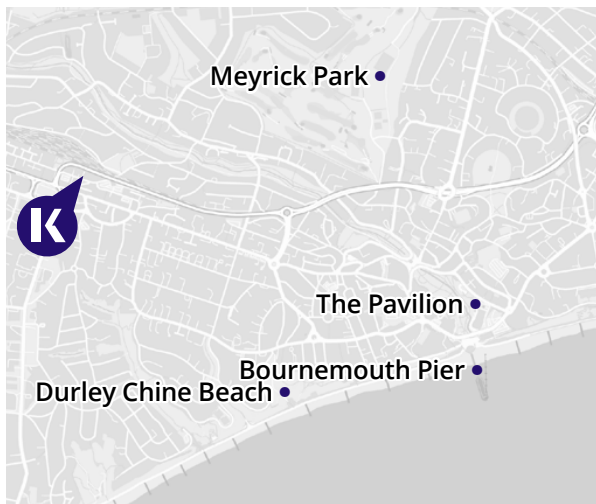 Meyrick Park
K
The Pavilion
Bournemouth Pier
Durley Chine Beach